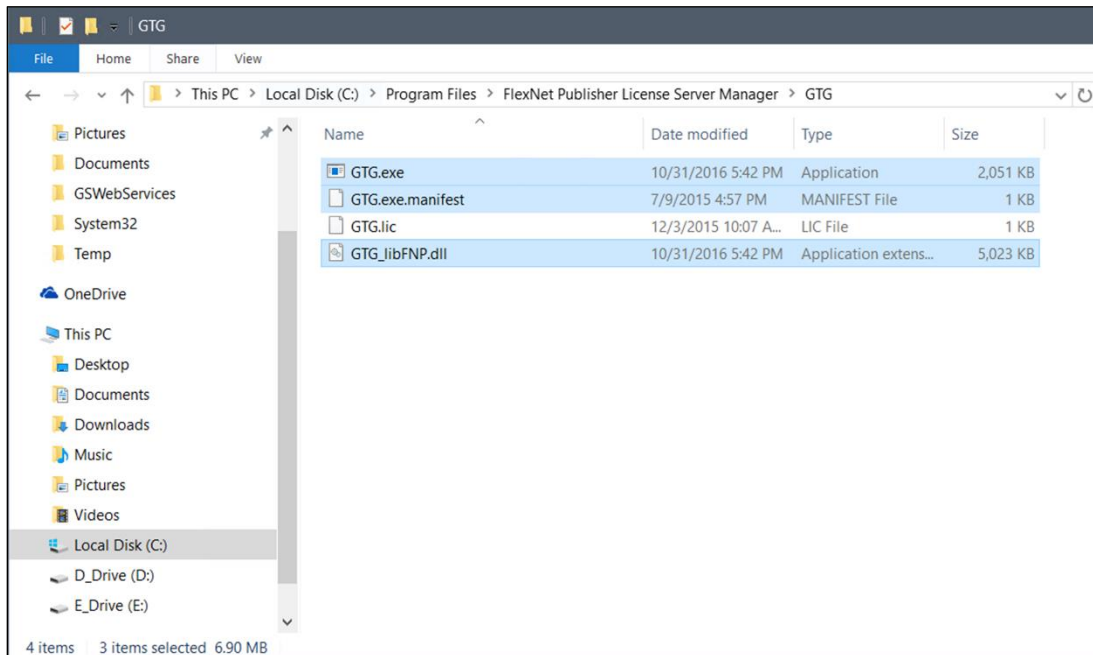 GTG
File Home Share View
This PC > Local Disk (C:) > Program Files > FlexNet Publisher License Server Manager > GTG
Pictures
Documents
GSWebServices
System32
Temp
OneDrive
This PC
Desktop
Documents
Downloads
Music
Pictures
Videos
Local Disk (C:)
D_Drive (D:)
E_Drive (E:)
Name Date modified Type Size
GTG.exe 10/31/2016 5:42 PM Application 2,051 KB
GTG.exe.manifest 7/9/2015 4:57 PM MANIFEST File 1 KB
GTG.lic 12/3/2015 10:07 A... LIC File 1 KB
GTG_libFNP.dll 10/31/2016 5:42 PM Application extens... 5,023 KB
4 items 3 items selected 6.90 MB